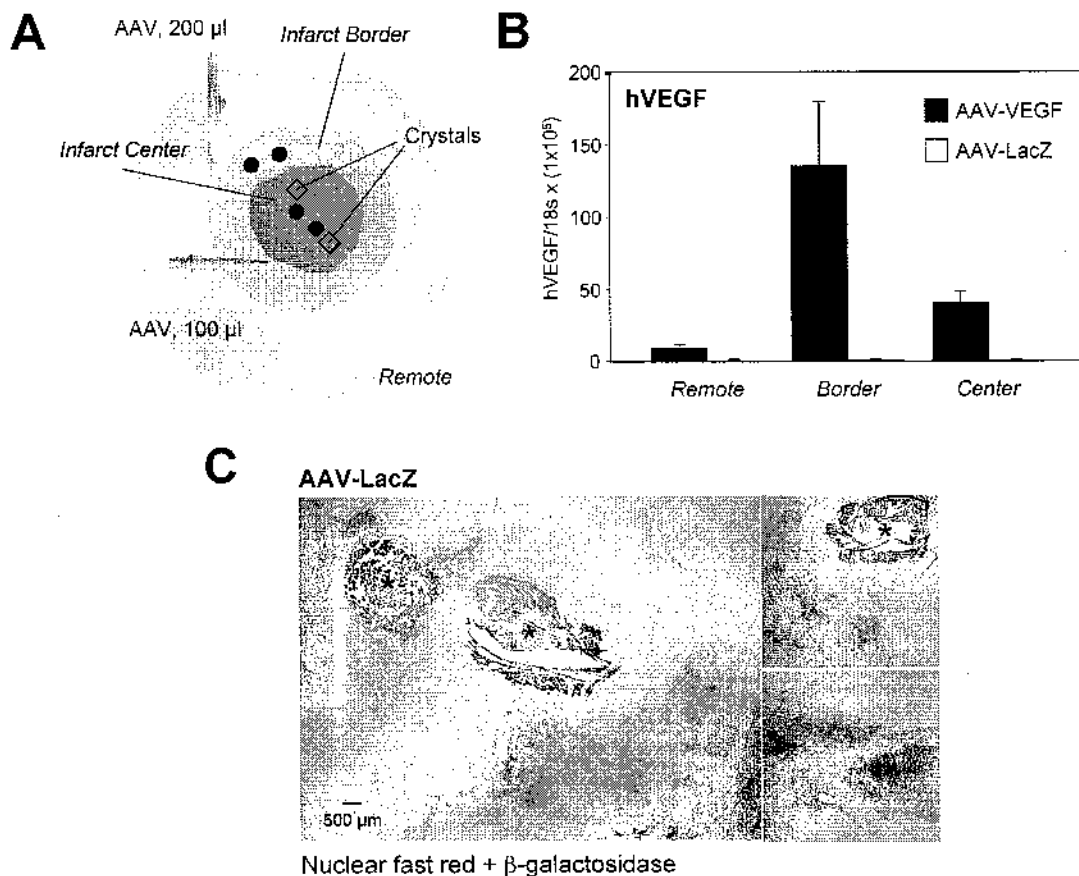 A
AAV, 200 µl
Infarct Border
Infarct Center
Crystals
AAV, 100 µl
Remote
B
hVEGF
AAV-VEGF
AAV-LacZ
hVEGF/18s x (1x10⁵)
200
150
100
50
0
Remote Border Center
C
AAV-LacZ
*
*
*
500 µm
Nuclear fast red + β-galactosidase